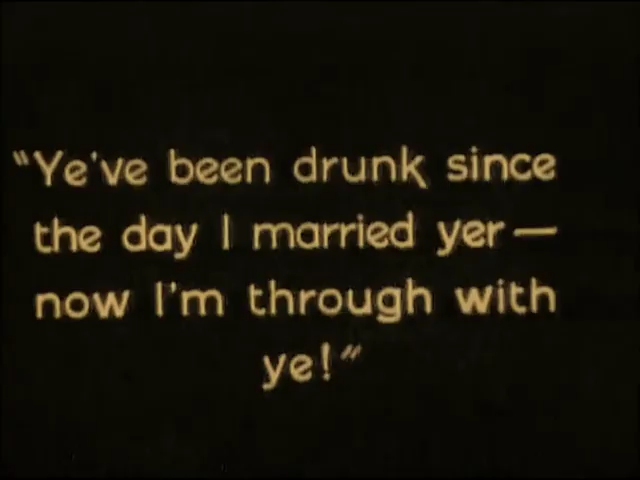 "Ye've been drunk since
the day I married yer—
now I'm through with
ye!"